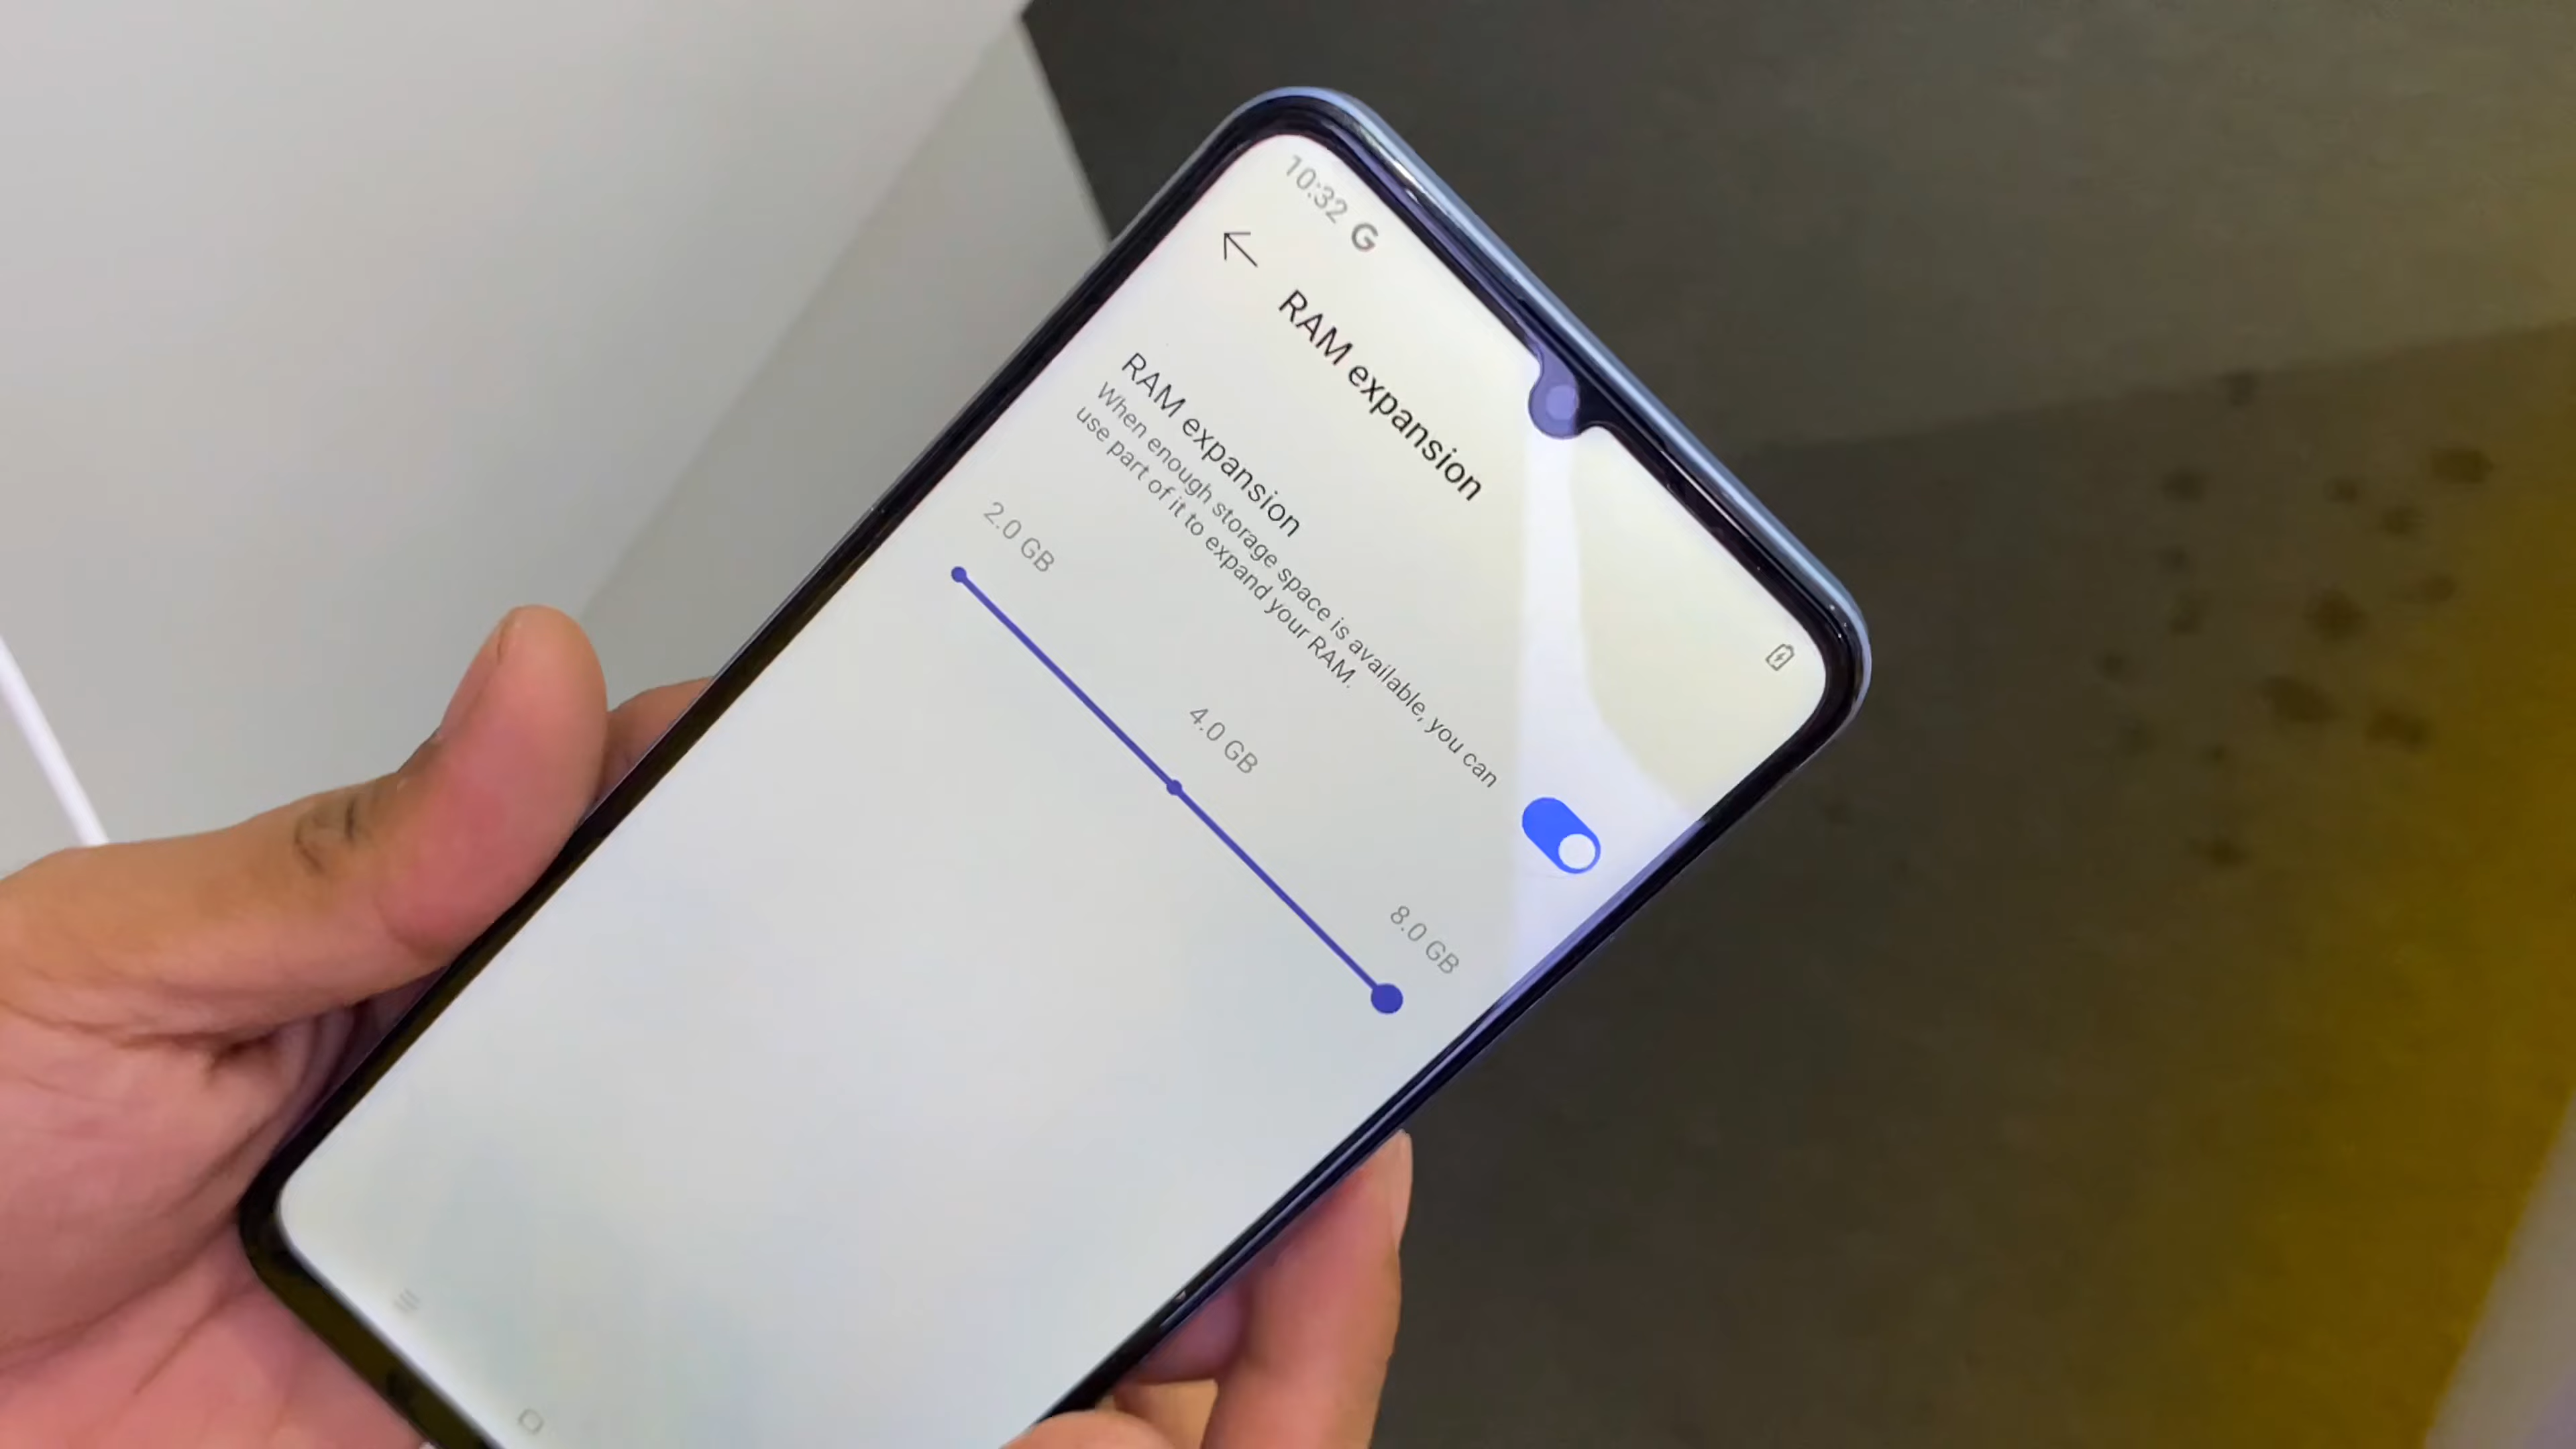 10:32 G
RAM expansion
RAM expansion
When enough storage space is available, you can
use part of it to expand your RAM.
2.0 GB
4.0 GB
8.0 GB